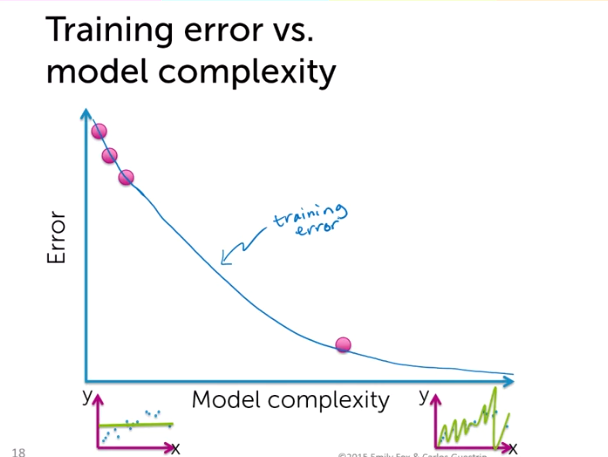 Training error vs.
model complexity
Error
training
error
y
Model complexity
y
x
x
18
©2015 Emily Fox & Carlos Guestrin